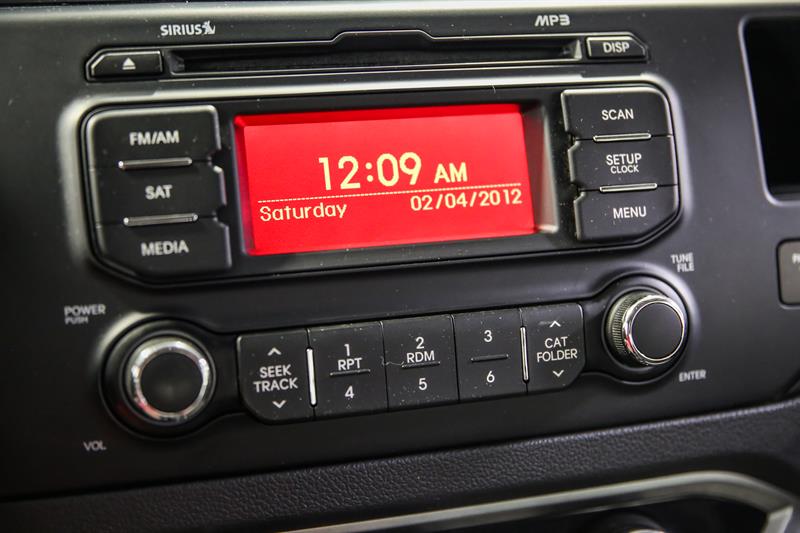 SIRIUS
MP3
DISP
FM/AM
SAT
MEDIA
12:09 AM
Saturday 02/04/2012
SCAN
SETUP
CLOCK
MENU
POWER
PUSH
VOL
SEEK
TRACK
1
RPT
4
2
RDM
5
3
6
CAT
FOLDER
TUNE
FILE
ENTER